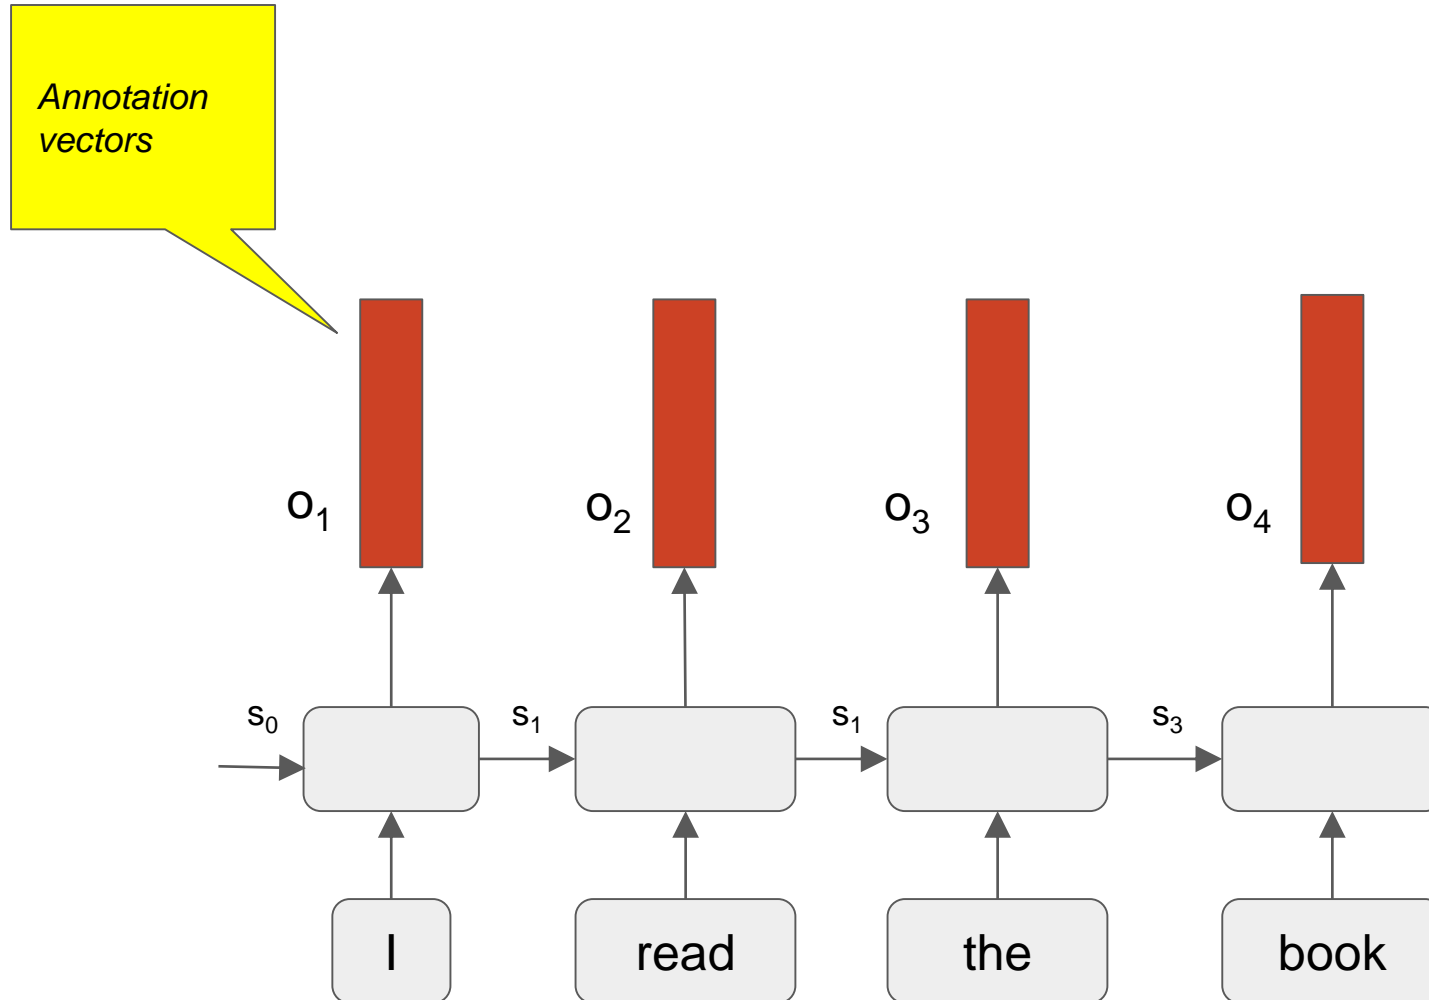 Annotation
vectors
o₁ o₂ o₃ o₄
s₀ s₁ s₁ s₃
I read the book